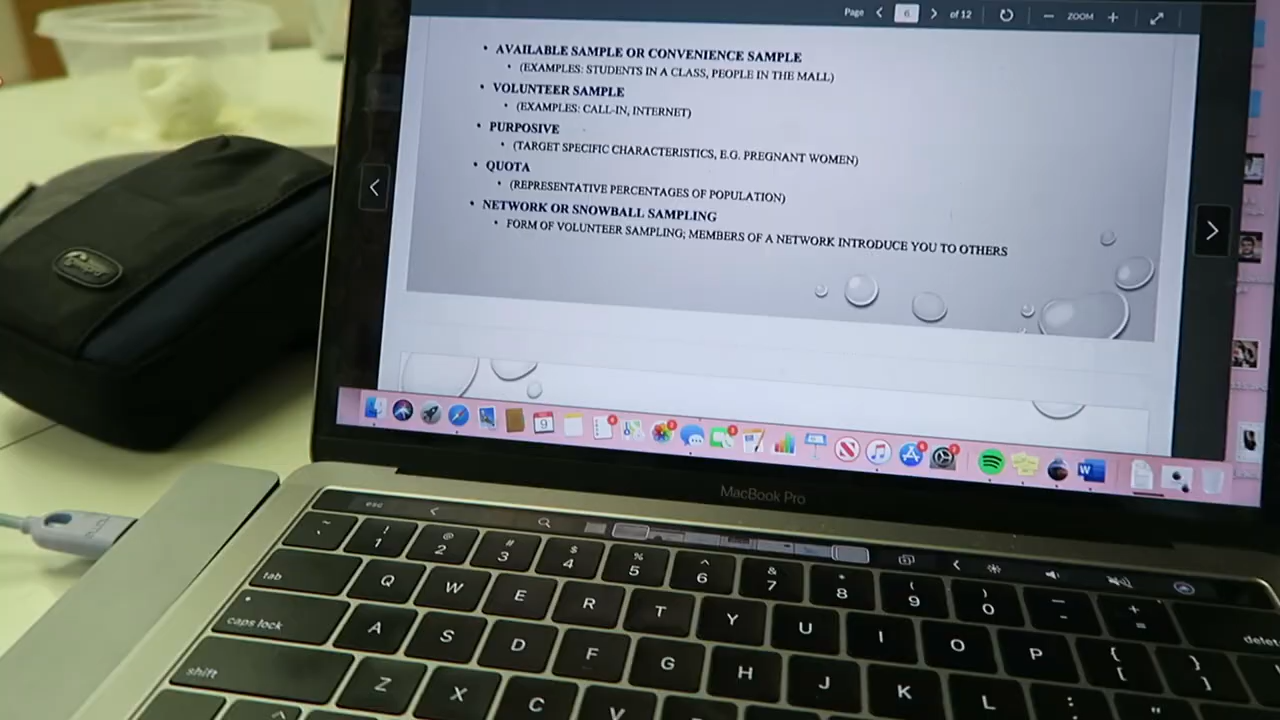 Page 6 of 12 ZOOM
• AVAILABLE SAMPLE OR CONVENIENCE SAMPLE
• (EXAMPLES: STUDENTS IN A CLASS, PEOPLE IN THE MALL)
• VOLUNTEER SAMPLE
• (EXAMPLES: CALL-IN, INTERNET)
• PURPOSIVE
• (TARGET SPECIFIC CHARACTERISTICS, E.G. PREGNANT WOMEN)
• QUOTA
• (REPRESENTATIVE PERCENTAGES OF POPULATION)
• NETWORK OR SNOWBALL SAMPLING
• FORM OF VOLUNTEER SAMPLING; MEMBERS OF A NETWORK INTRODUCE YOU TO OTHERS
9
W
MacBook Pro
esc
~ ! 1 @ 2 # 3 $ 4 % 5 ^ 6 & 7 * 8 ( 9 ) 0 _ - + = delet
tab Q W E R T Y U I O P { [ } ]
caps lock A S D F G H J K L : ; "
shift Z X C V